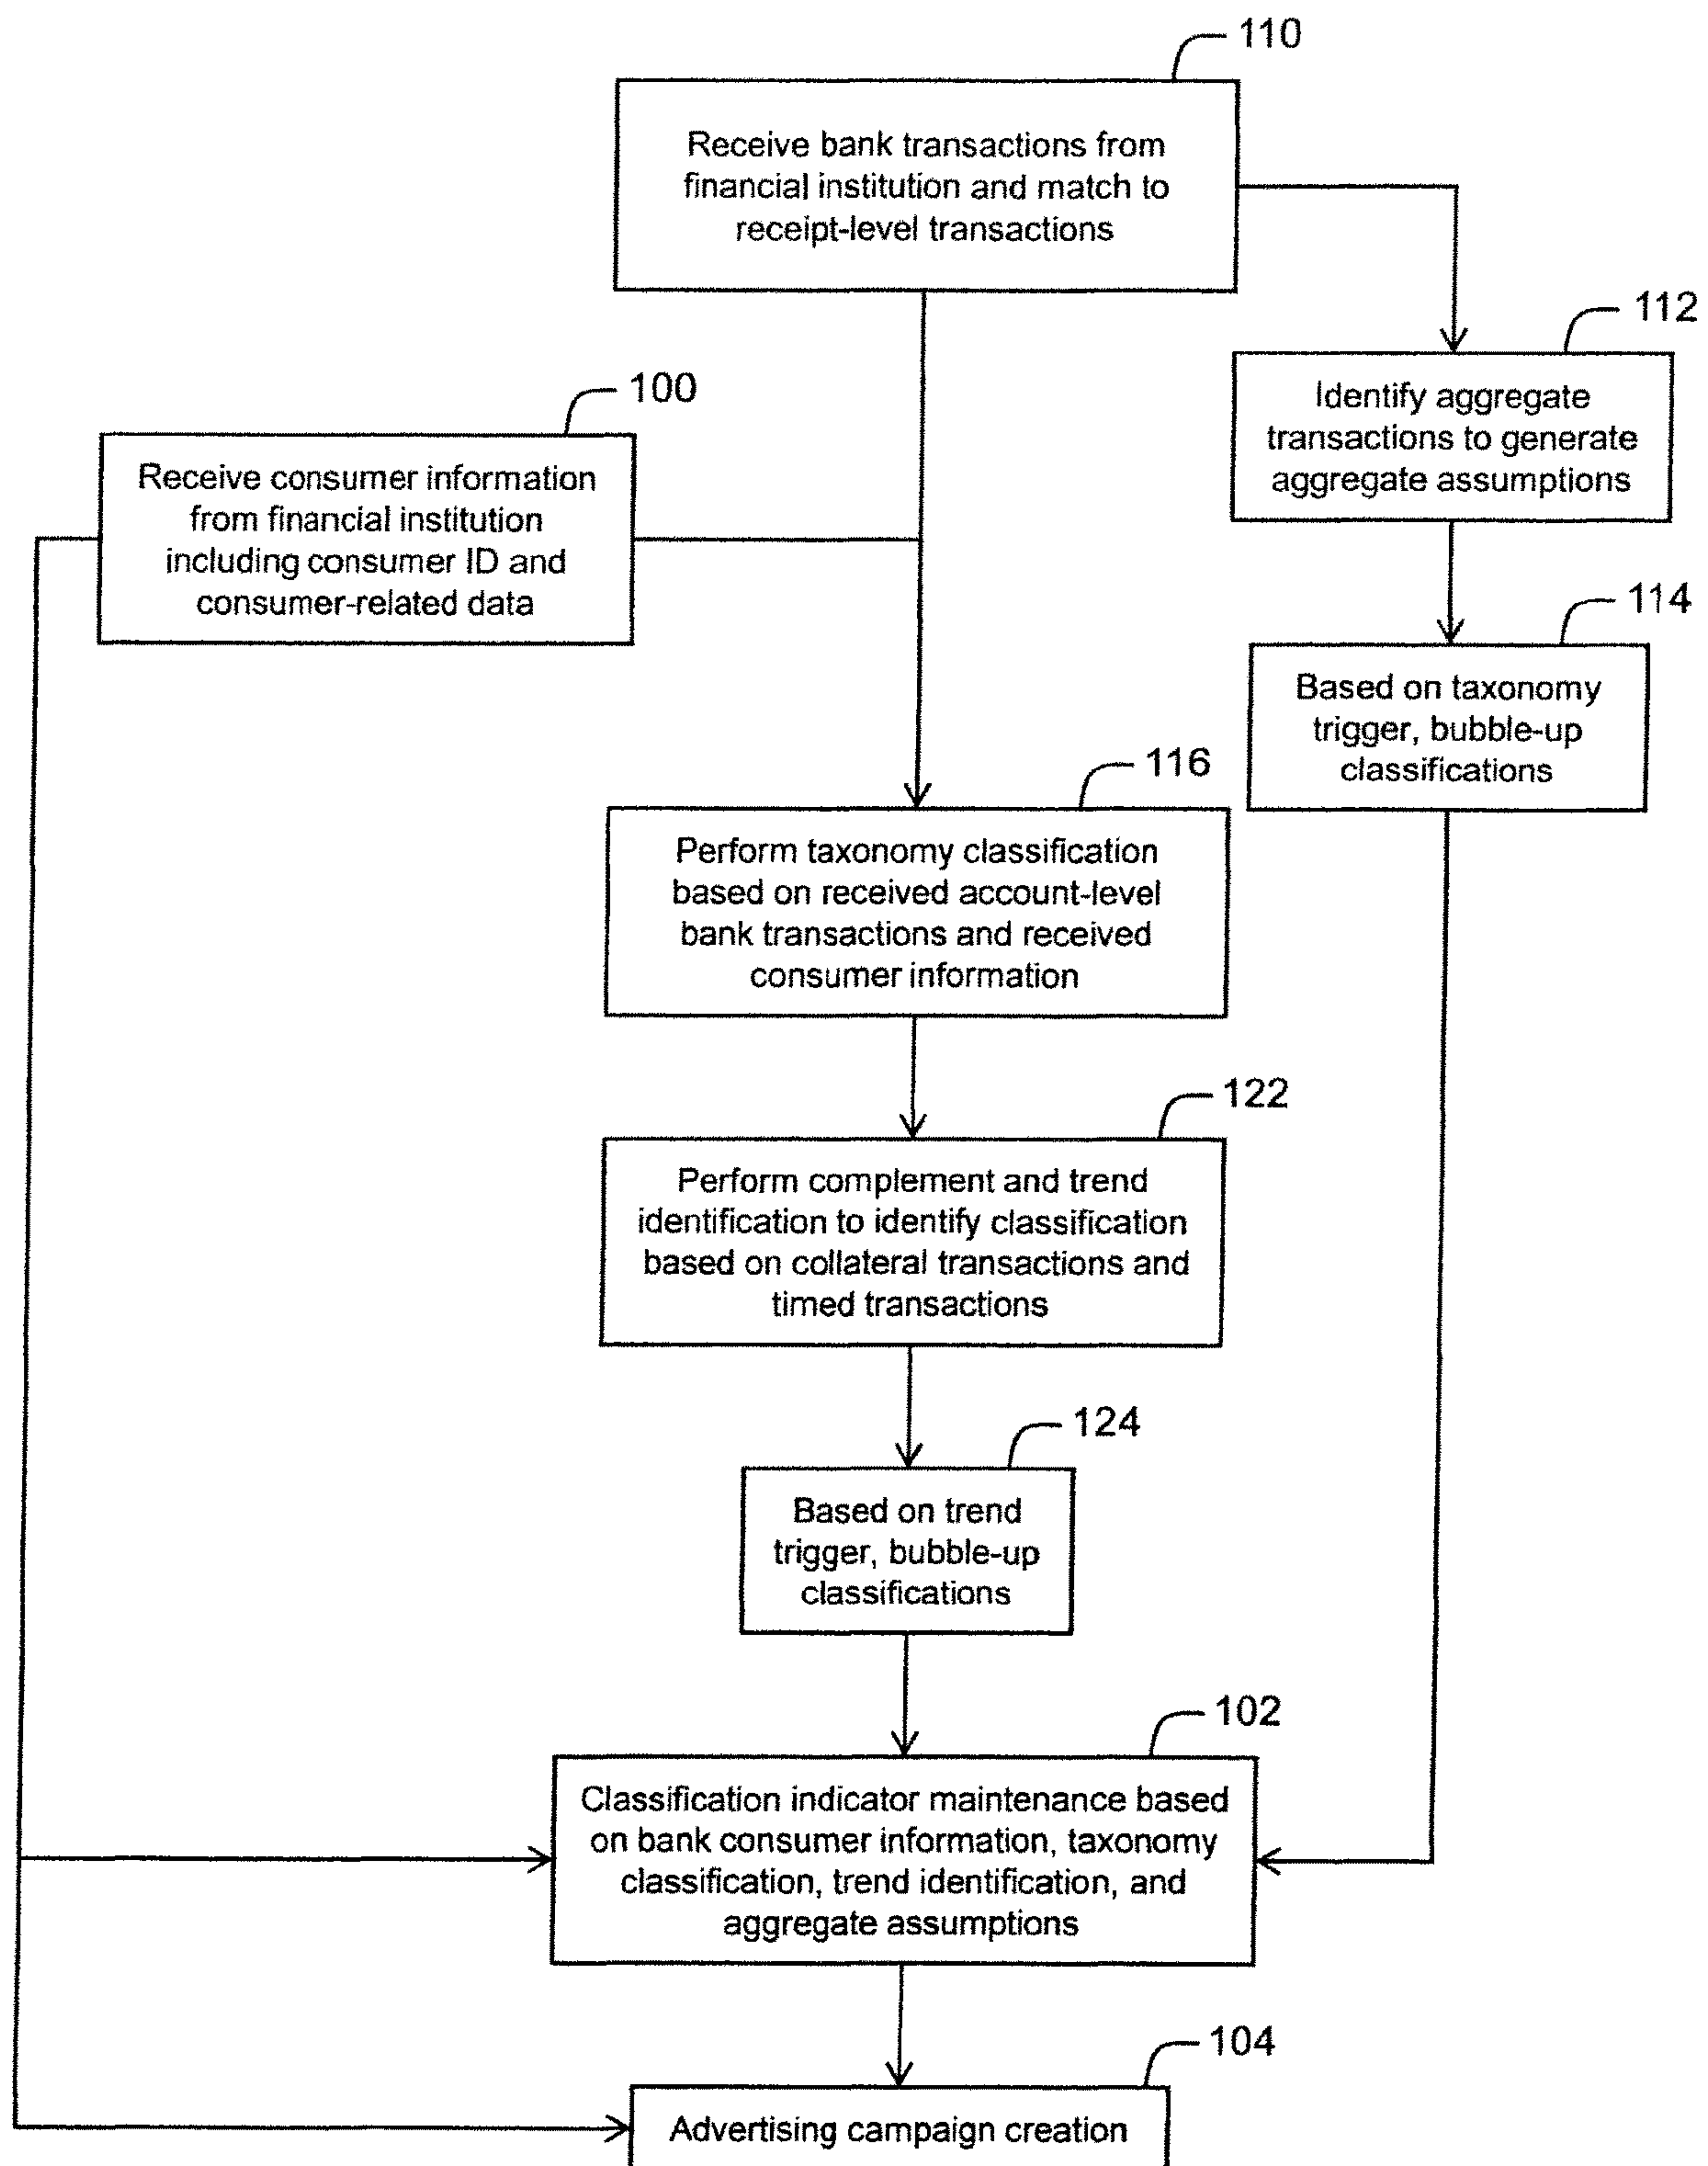 110
Receive bank transactions from
financial institution and match to
receipt-level transactions
112
Identify aggregate
transactions to generate
aggregate assumptions
100
Receive consumer information
from financial institution
including consumer ID and
consumer-related data
114
Based on taxonomy
trigger, bubble-up
classifications
116
Perform taxonomy classification
based on received account-level
bank transactions and received
consumer information
122
Perform complement and trend
identification to identify classification
based on collateral transactions and
timed transactions
124
Based on trend
trigger, bubble-up
classifications
102
Classification indicator maintenance based
on bank consumer information, taxonomy
classification, trend identification, and
aggregate assumptions
104
Advertising campaign creation